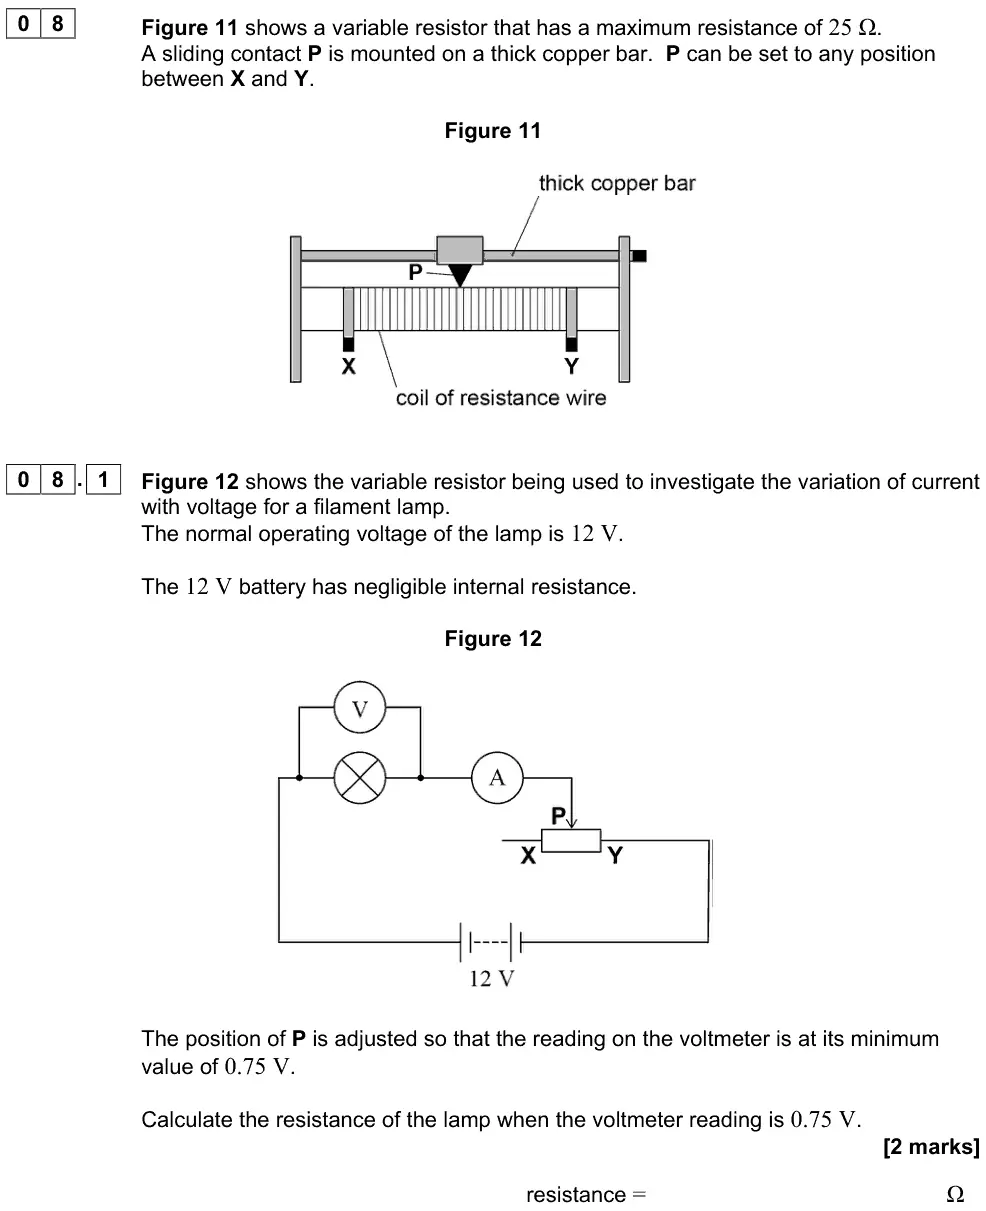 0 8
Figure 11 shows a variable resistor that has a maximum resistance of 25 Ω.
A sliding contact P is mounted on a thick copper bar. P can be set to any position
between X and Y.
Figure 11
thick copper bar
P
X
Y
coil of resistance wire
0 8 . 1
Figure 12 shows the variable resistor being used to investigate the variation of current
with voltage for a filament lamp.
The normal operating voltage of the lamp is 12 V.
The 12 V battery has negligible internal resistance.
Figure 12
V
A
P
X
Y
12 V
The position of P is adjusted so that the reading on the voltmeter is at its minimum
value of 0.75 V.
Calculate the resistance of the lamp when the voltmeter reading is 0.75 V.
[2 marks]
resistance = Ω